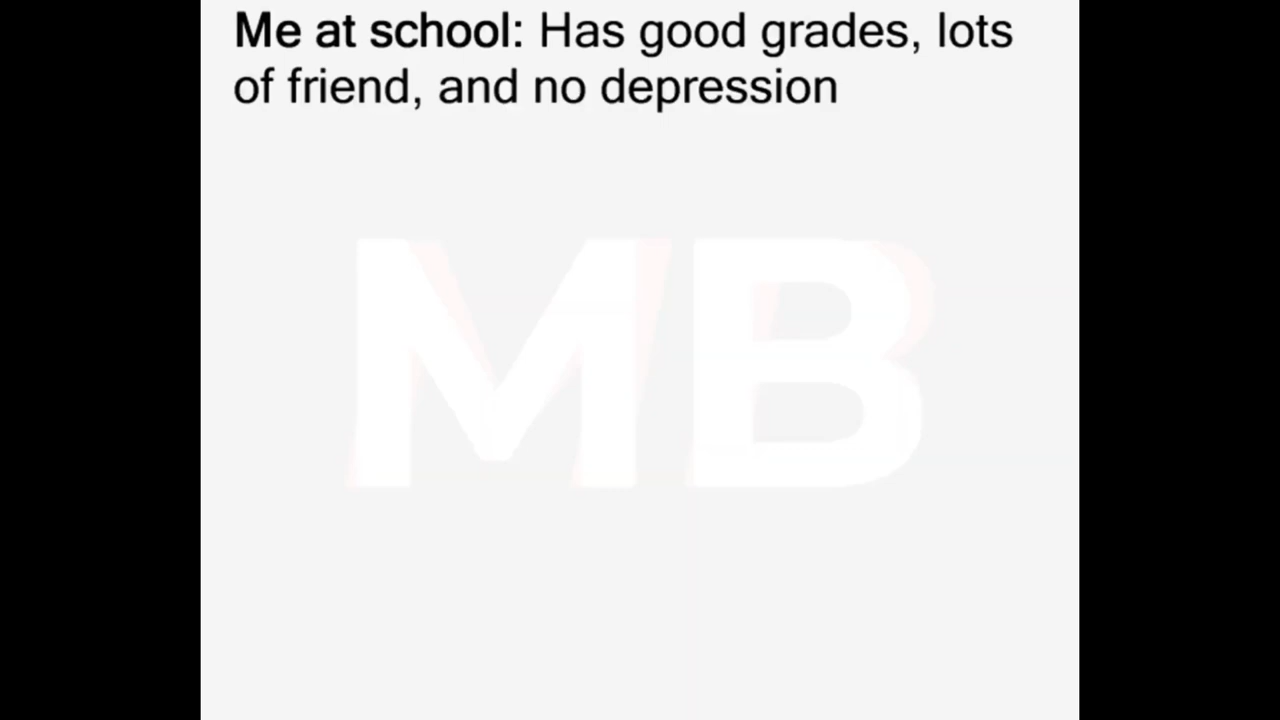 Me at school: Has good grades, lots
of friend, and no depression
MB